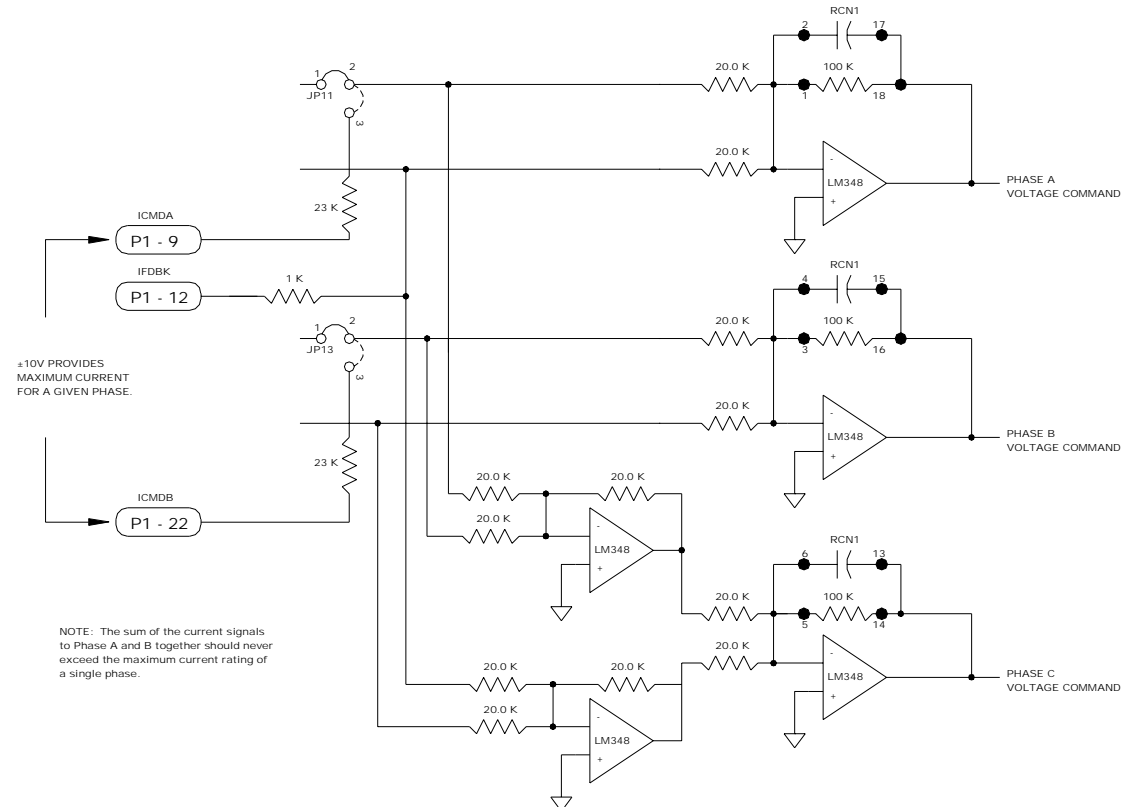 RCN1
2
17
20.0 K
100 K
1
18
1
2
JP11
3
20.0 K
-
LM348
+
PHASE A
VOLTAGE COMMAND
23 K
ICMDA
P1 - 9
IFDBK
P1 - 12
1 K
RCN1
4
15
20.0 K
100 K
3
16
1
2
JP13
3
±10V PROVIDES
MAXIMUM CURRENT
FOR A GIVEN PHASE.
20.0 K
-
LM348
+
PHASE B
VOLTAGE COMMAND
23 K
ICMDB
P1 - 22
20.0 K
20.0 K
20.0 K
-
LM348
+
RCN1
6
13
20.0 K
100 K
5
14
NOTE: The sum of the current signals
to Phase A and B together should never
exceed the maximum current rating of
a single phase.
20.0 K
-
LM348
+
PHASE C
VOLTAGE COMMAND
20.0 K
20.0 K
20.0 K
-
LM348
+